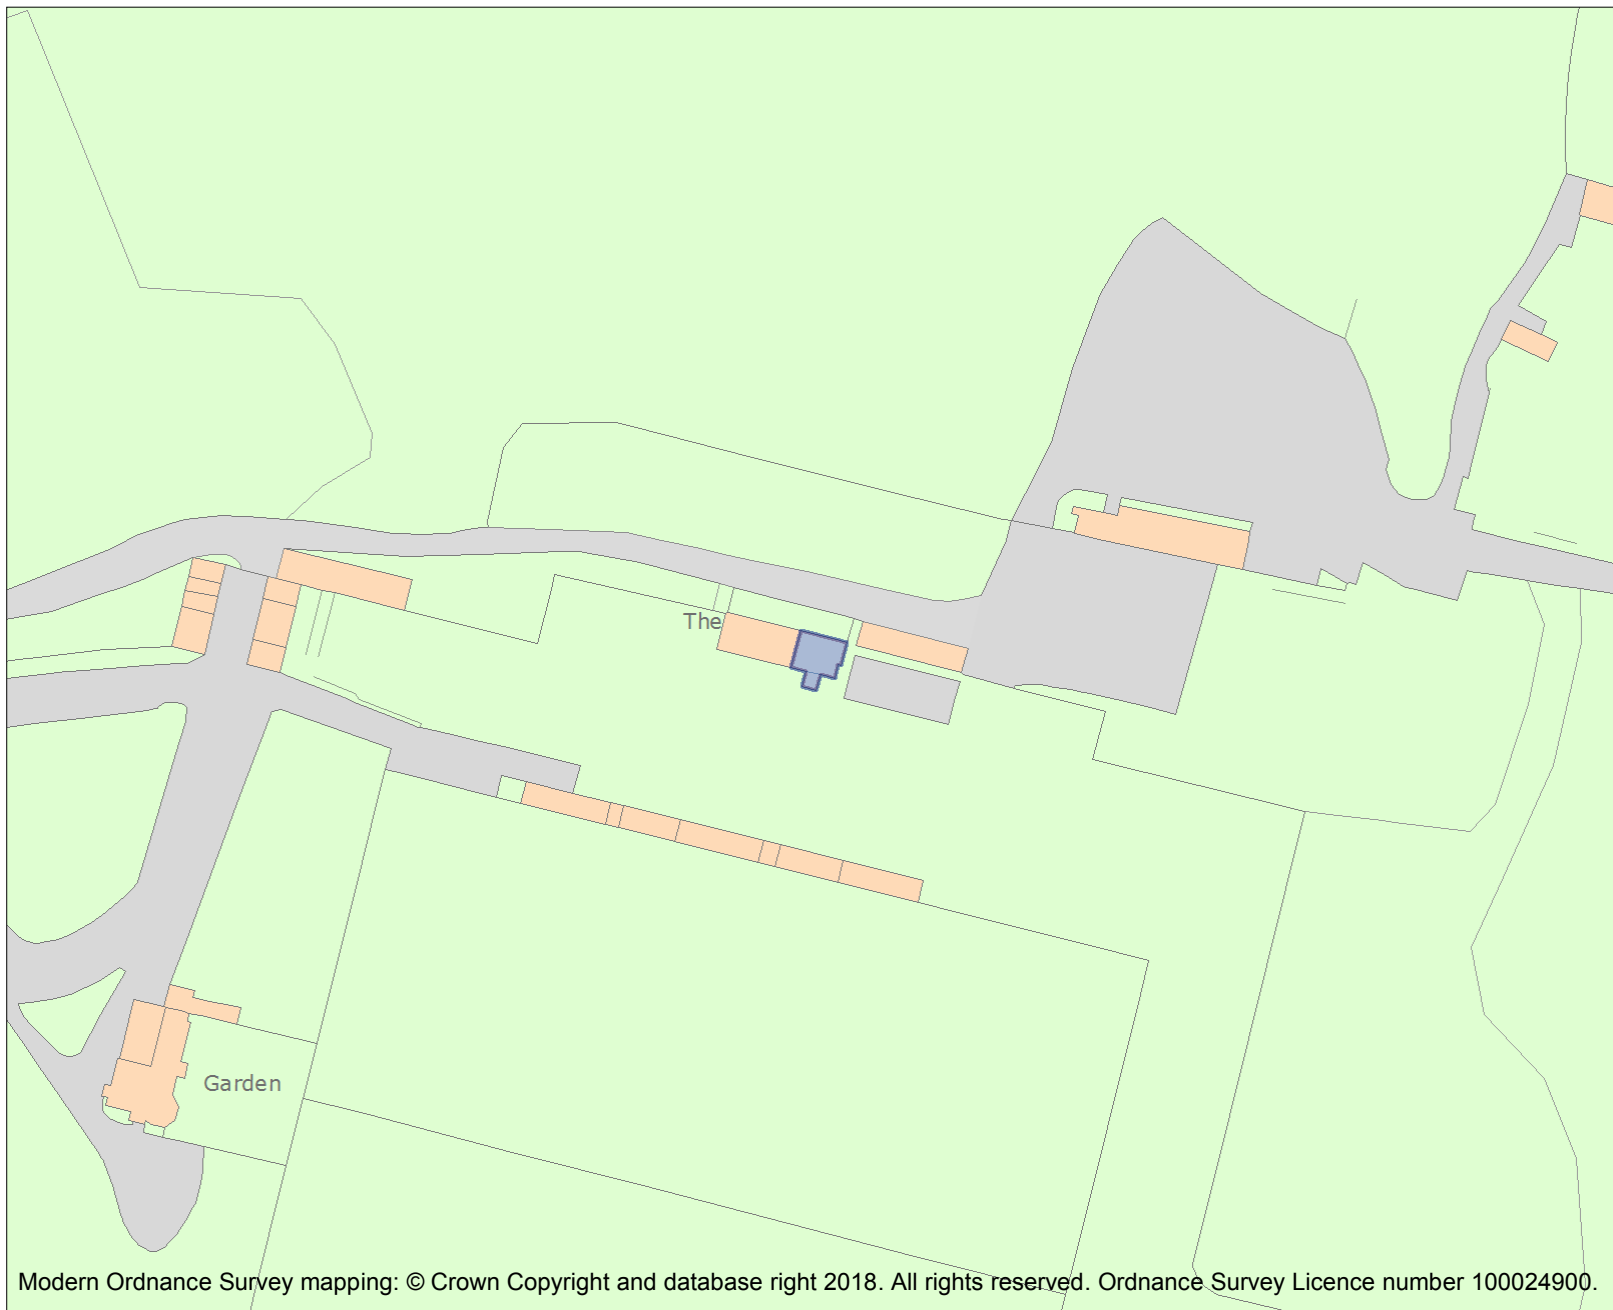 The
Garden
Modern Ordnance Survey mapping: © Crown Copyright and database right 2018. All rights reserved. Ordnance Survey Licence number 100024900.